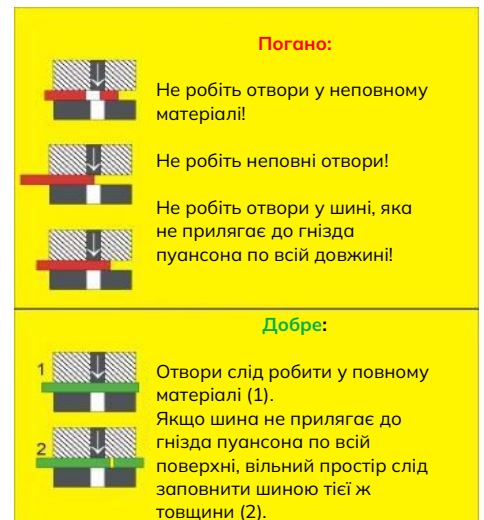 Погано:
Не робіть отвори у неповному
матеріалі!
Не робіть неповні отвори!
Не робіть отвори у шині, яка
не прилягає до гнізда
пуансона по всій довжині!
Добре:
1
Отвори слід робити у повному
матеріалі (1).
Якщо шина не прилягає до
гнізда пуансона по всій
2
поверхні, вільний простір слід
заповнити шиною тієї ж
товщини (2).